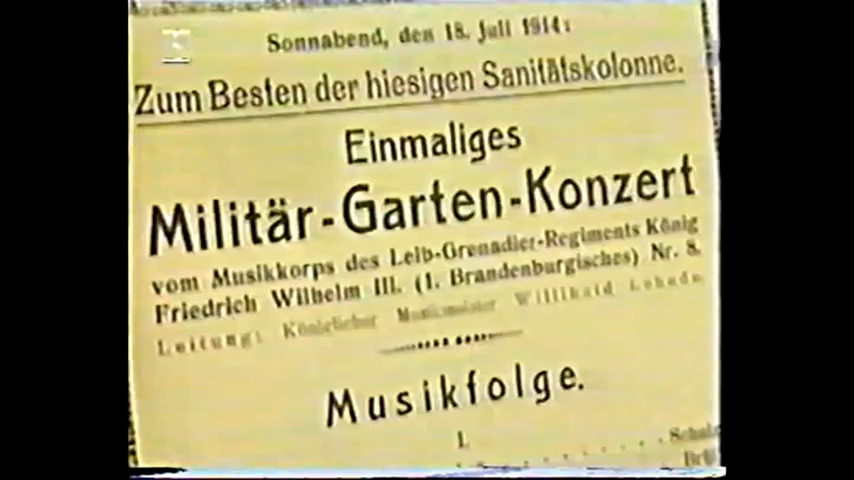 Sonnabend, den 18. Juli 1914:
Zum Besten der hiesigen Sanitätskolonne.
Einmaliges
Militär-Garten-Konzert
vom Musikkorps des Leib-Grenadier-Regiments König
Friedrich Wilhelm III. (1. Brandenburgisches) Nr. 8.
Leitung: Königlicher Musikmeister
Musikfolge.
I.